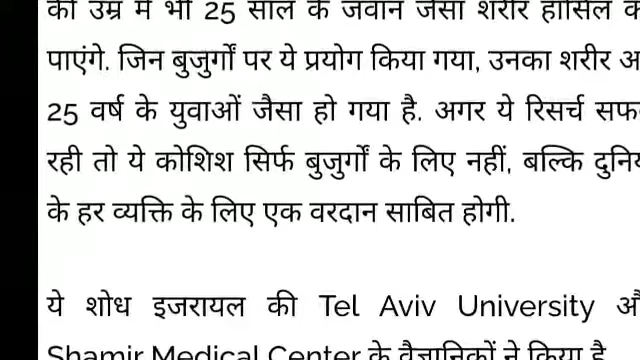 की उम्र में भी 25 साल के जवान जैसा शरीर हासिल
पाएंगे. जिन बुजुर्गों पर ये प्रयोग किया गया, उनका शरीर
25 वर्ष के युवाओं जैसा हो गया है. अगर ये रिसर्च
रही तो ये कोशिश सिर्फ बुजुर्गों के लिए नहीं, बल्कि
के हर व्यक्ति के लिए एक वरदान साबित होगी.
ये शोध इजरायल की Tel Aviv University
Shamir Medical Center के वैज्ञानिकों ने किया है